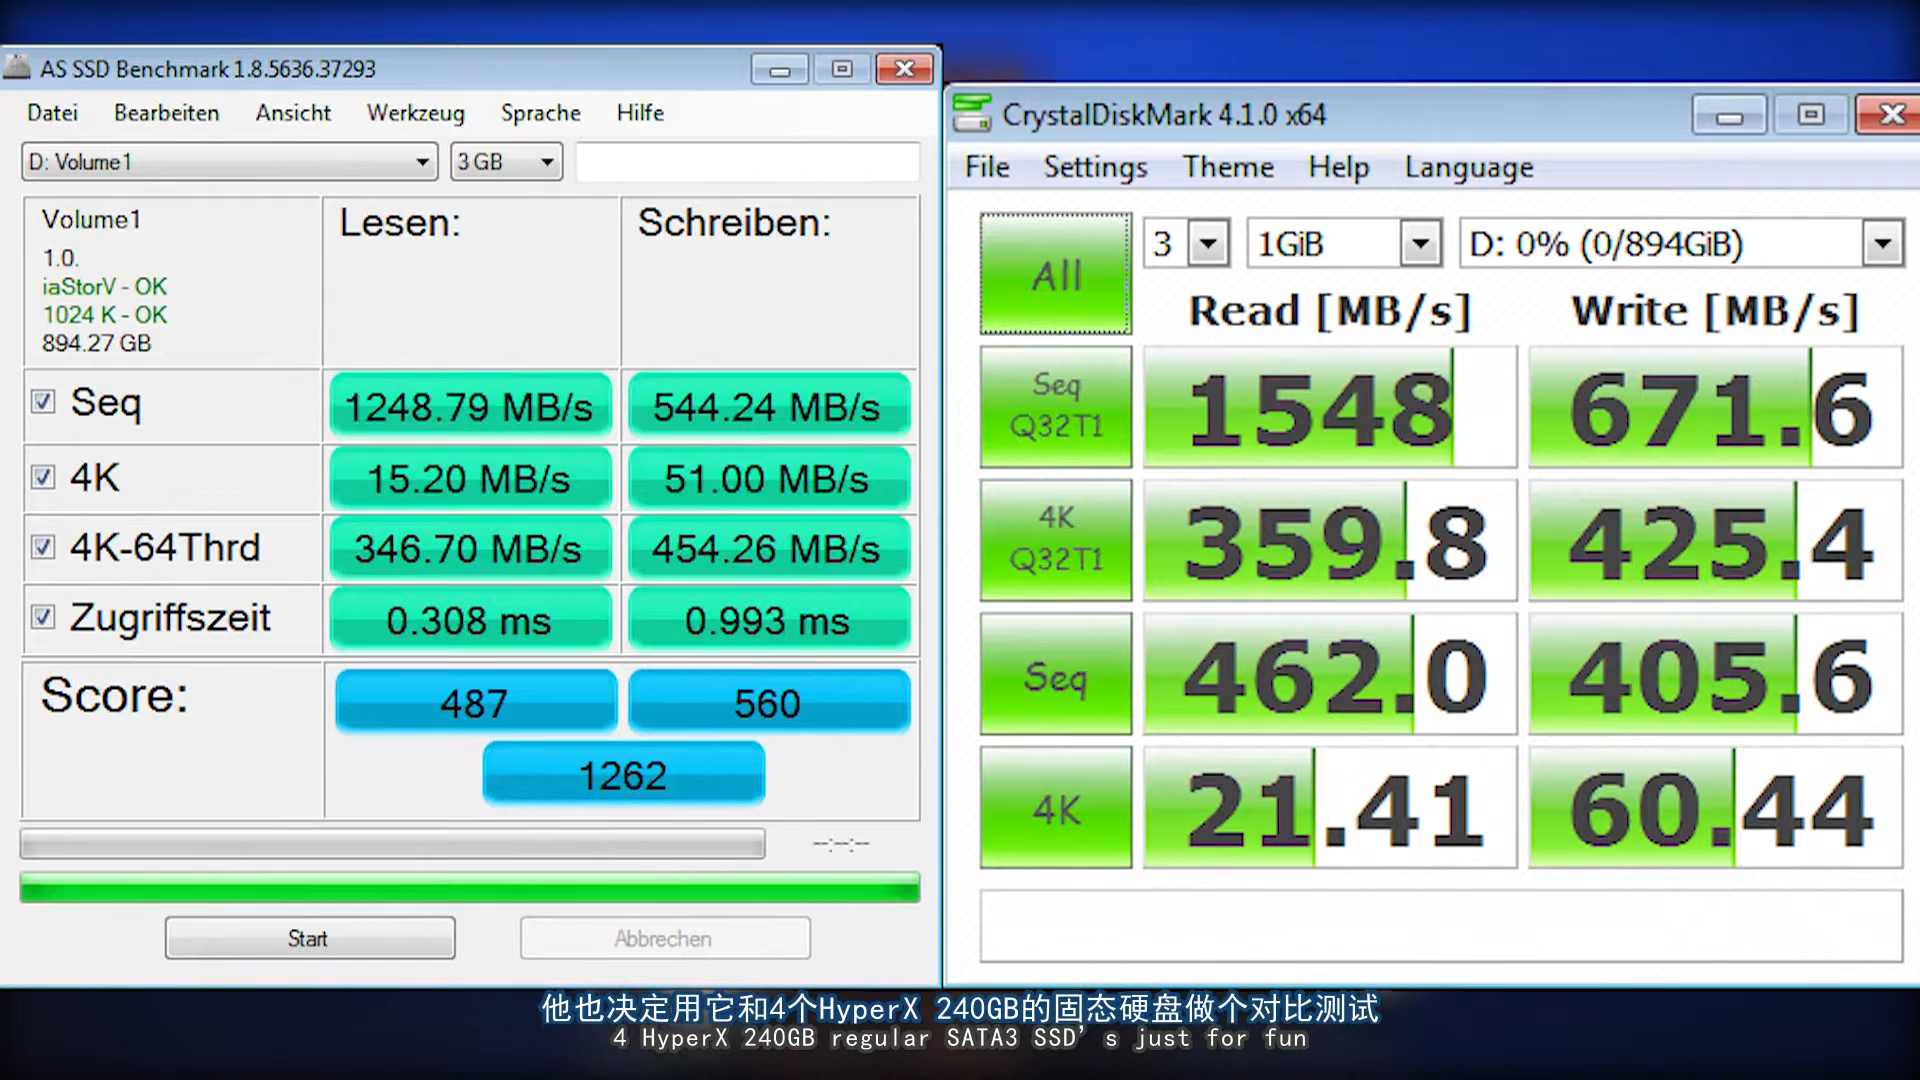 AS SSD Benchmark 1.8.5636.37293
Datei Bearbeiten Ansicht Werkzeug Sprache Hilfe
D: Volume1 3 GB
Volume1
1.0.
iaStorV - OK
1024 K - OK
894.27 GB
Lesen: Schreiben:
Seq 1248.79 MB/s 544.24 MB/s
4K 15.20 MB/s 51.00 MB/s
4K-64Thrd 346.70 MB/s 454.26 MB/s
Zugriffszeit 0.308 ms 0.993 ms
Score: 487 560
1262
--:--:--
Start Abbrechen
CrystalDiskMark 4.1.0 x64
File Settings Theme Help Language
All 3 1GiB D: 0% (0/894GiB)
Read [MB/s] Write [MB/s]
Seq Q32T1 1548 671.6
4K Q32T1 359.8 425.4
Seq 462.0 405.6
4K 21.41 60.44
他也决定用它和4个HyperX 240GB的固态硬盘做个对比测试
4 HyperX 240GB regular SATA3 SSD's just for fun